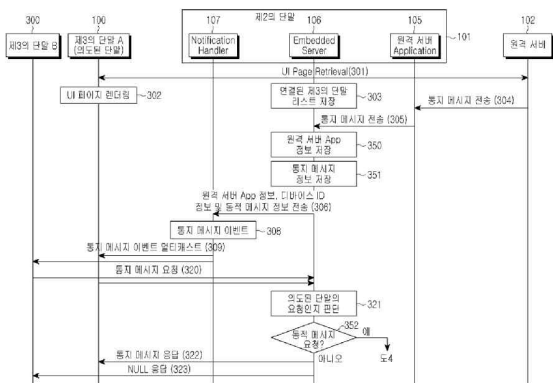 제2의 단말
300
100
107
106
105
101
102
제3의 단말 B
제3의 단말 A
(의도된 단말)
Notification
Handler
Embedded
Server
원격 서버
Application
원격 서버
UI Page Retrieval(301)
UI 페이지 렌더링
302
연결된 제3의 단말
리스트 저장
303
통지 메시지 전송 (304)
통지 메시지 전송 (305)
원격 서버 App
정보 저장
350
통지 메시지
정보 저장
351
원격 서버 App 정보, 디바이스 ID
정보 및 동적 메시지 정보 전송 (306)
통지 메시지 이벤트
308
통지 메시지 이벤트 멀티캐스트 (309)
통지 메시지 요청 (320)
의도된 단말의
요청인지 판단
321
352
동적 메시지
요청?
예
도4
아니오
통지 메시지 응답 (322)
NULL 응답 (323)